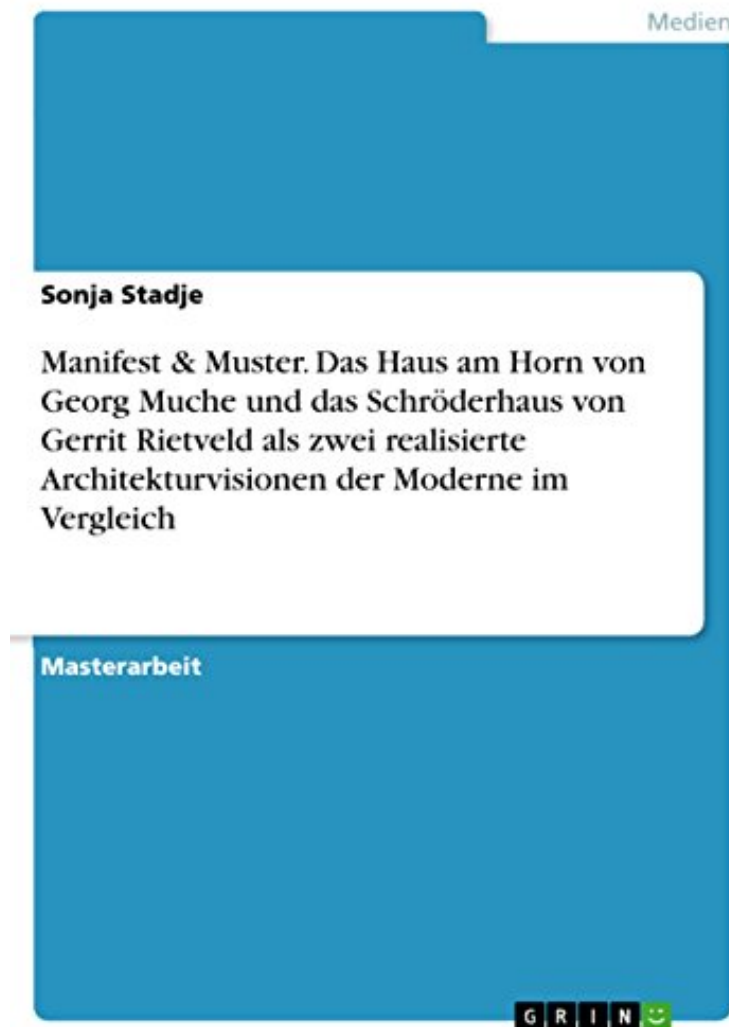 Medien
Sonja Stadje
Manifest & Muster. Das Haus am Horn von
Georg Muche und das Schröderhaus von
Gerrit Rietveld als zwei realisierte
Architekturvisionen der Moderne im
Vergleich
Masterarbeit
GRIN